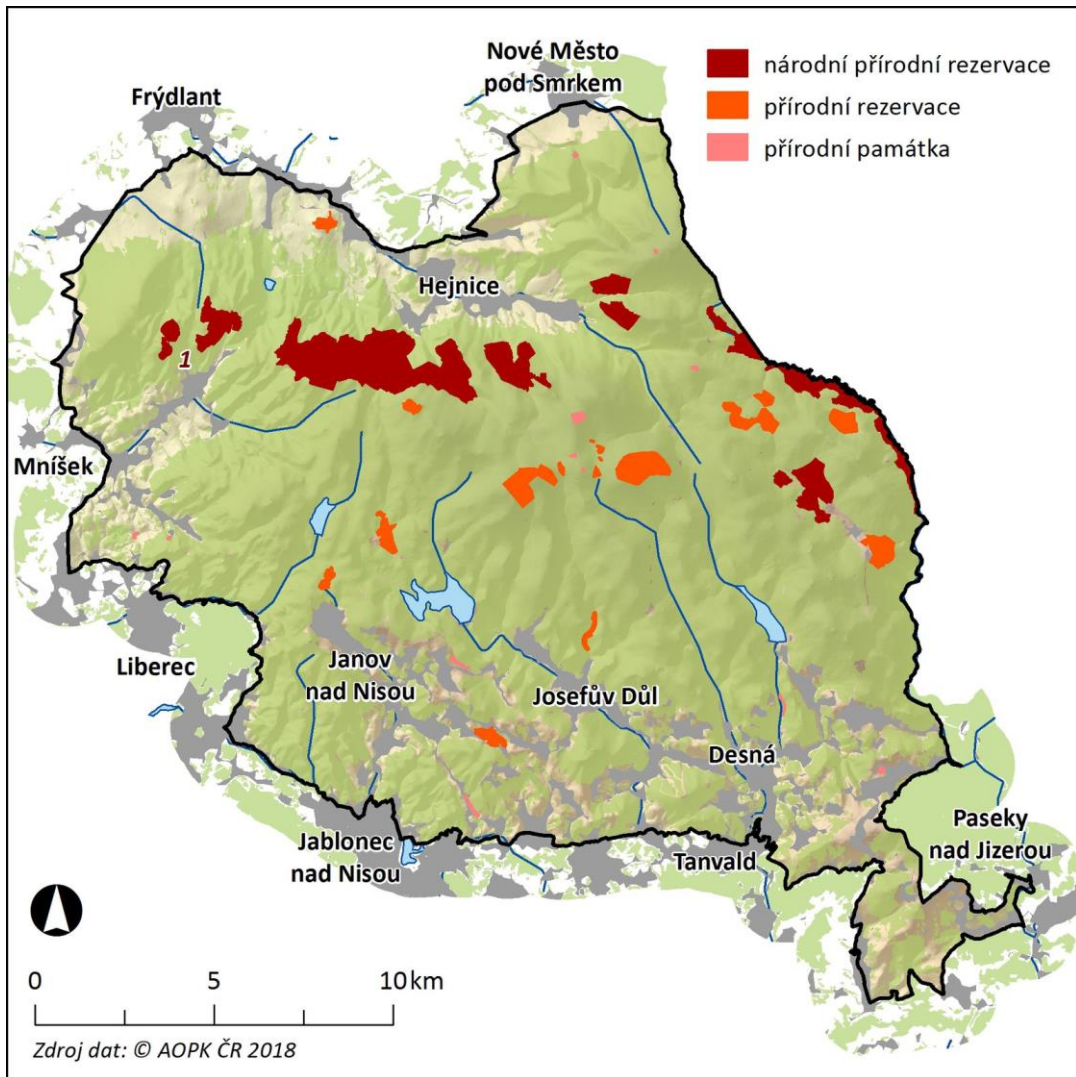 Nové Město
pod Smrkem
Frýdlant
národní přírodní rezervace
přírodní rezervace
přírodní památka
Hejnice
1
Mníšek
Liberec
Janov
nad Nisou
Josefův Důl
Desná
Jablonec
nad Nisou
Tanvald
Paseky
nad Jizerou
0 5 10 km
Zdroj dat: © AOPK ČR 2018